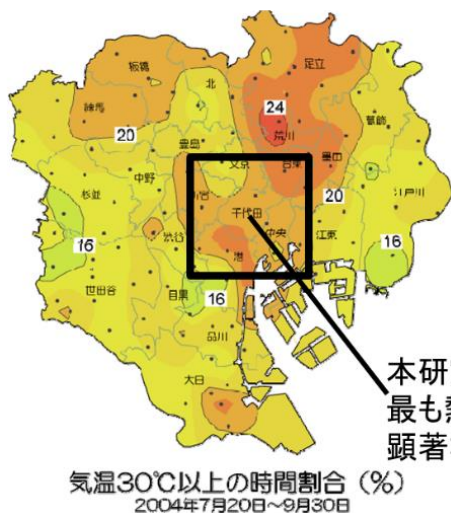 板橋
北
足立
練馬
24
荒川
葛飾
20
豊島
文京
台東
墨田
中野
20
杉並
新宿
千代田
江戸川
16
渋谷
中央
江東
16
港
世田谷
目黒
16
品川
大田
本研
最も熱
顕著
気温30℃以上の時間割合(%)
2004年7月20日~9月30日